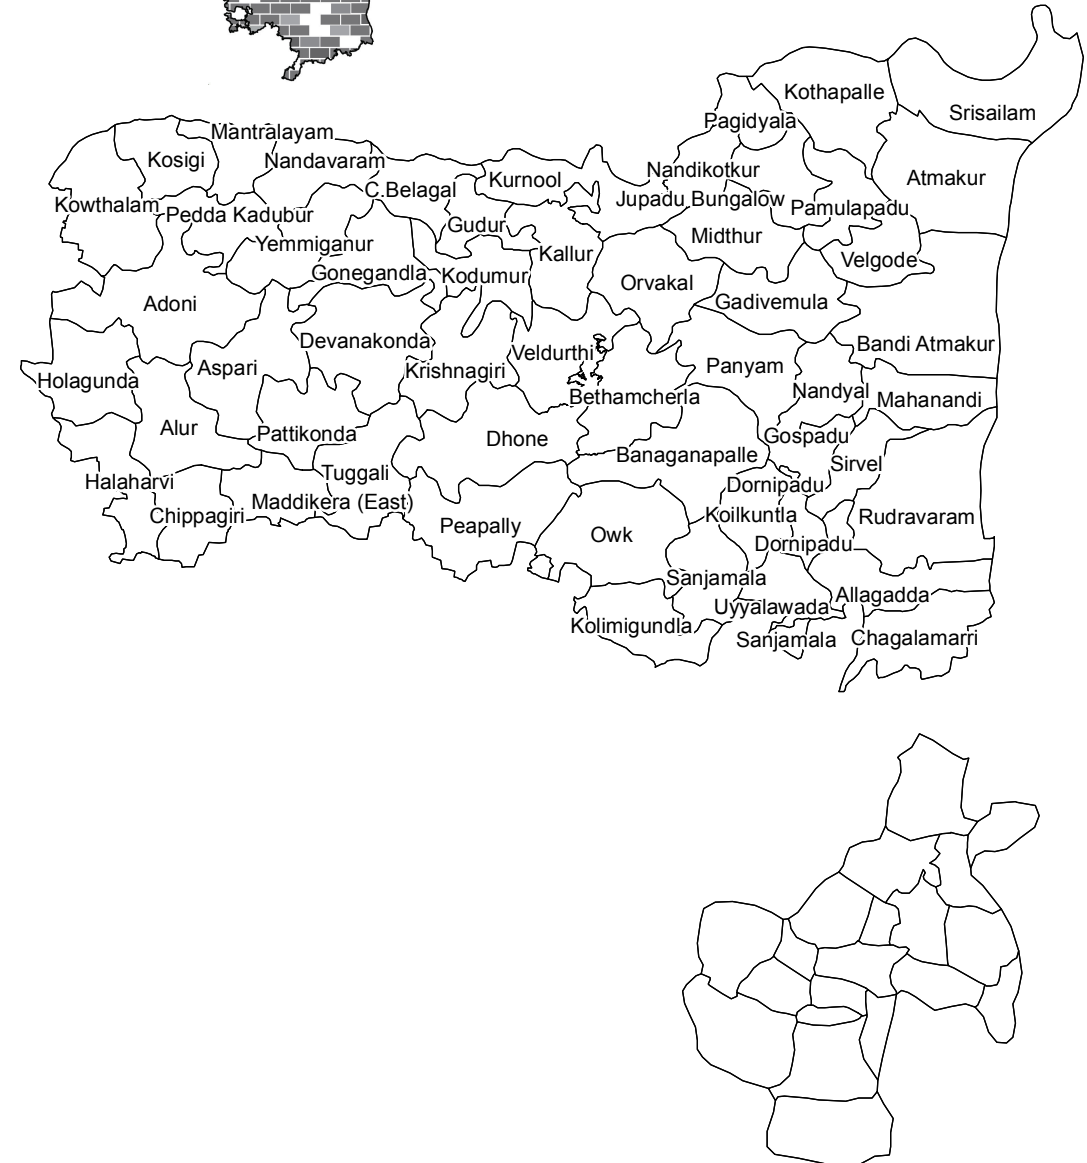 Kothapalle
Srisailam
Pagidyala
Mantralayam
Kosigi
Nandavaram
Nandikotkur
Atmakur
Kurnool
C.Belagal
Jupadu Bungalow
Kowthalam
Pedda Kadubur
Pamulapadu
Gudur
Midthur
Yemmiganur
Kallur
Velgode
Gonegandla
Kodumur
Orvakal
Adoni
Gadivemula
Devanakonda
Bandi Atmakur
Veldurthi
Aspari
Krishnagiri
Panyam
Holagunda
Nandyal
Bethamcherla
Mahanandi
Alur
Pattikonda
Dhone
Gospadu
Banaganapalle
Sirvel
Tuggali
Halaharvi
Dornipadu
Maddikera (East)
Chippagiri
Koilkuntla
Rudravaram
Peapally
Owk
Dornipadu
Sanjamala
Allagadda
Uyyalawada
Kolimigundla
Sanjamala
Chagalamarri